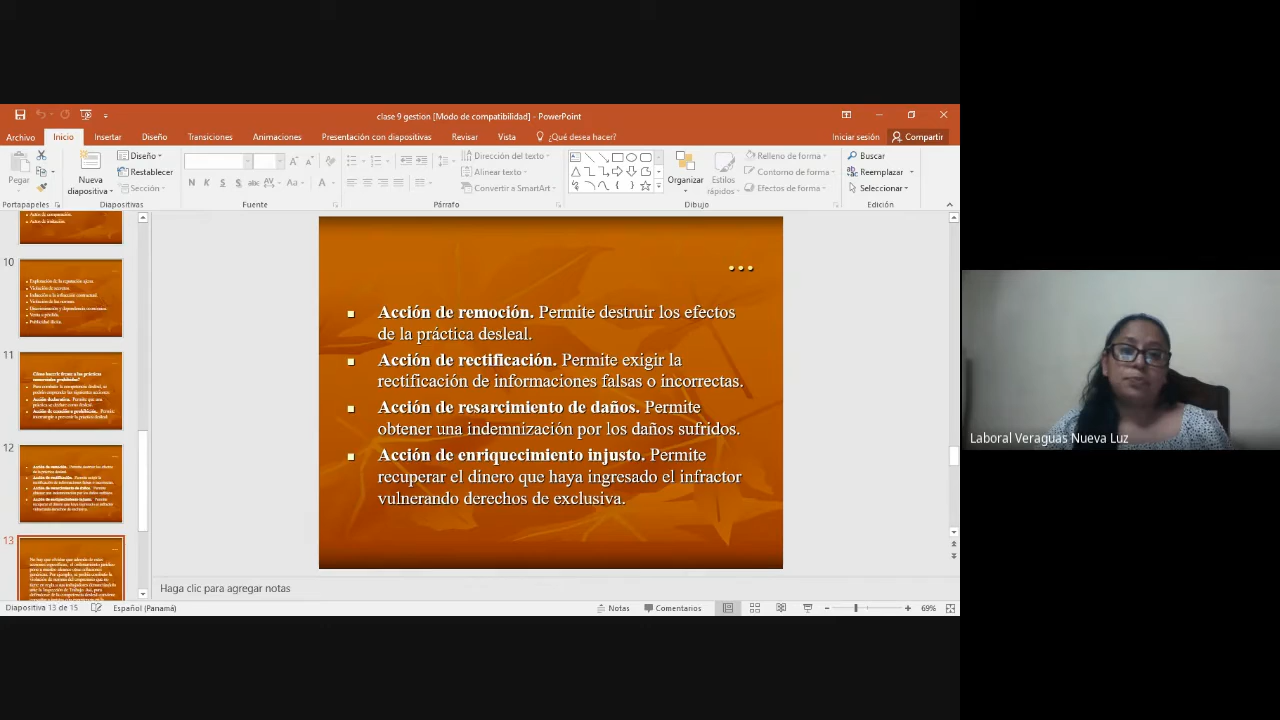 clase 9 gestion [Modo de compatibilidad] - PowerPoint
Archivo Inicio Insertar Diseño Transiciones Animaciones Presentación con diapositivas Revisar Vista ¿Qué desea hacer? Iniciar sesión Compartir
Pegar
Nueva diapositiva
Diseño
Restablecer
Sección
N K S S abc AV Aa A
Dirección del texto
Alinear texto
Convertir a SmartArt
Organizar
Estilos rápidos
Relleno de forma
Contorno de forma
Efectos de forma
Buscar
Reemplazar
Seleccionar
Portapapeles Diapositivas Fuente Párrafo Dibujo Edición
10
11
12
13
...
Acción de remoción. Permite destruir los efectos
de la práctica desleal.
Acción de rectificación. Permite exigir la
rectificación de informaciones falsas o incorrectas.
Acción de resarcimiento de daños. Permite
obtener una indemnización por los daños sufridos.
Acción de enriquecimiento injusto. Permite
recuperar el dinero que haya ingresado el infractor
vulnerando derechos de exclusiva.
Haga clic para agregar notas
Diapositiva 13 de 15 Español (Panamá) Notas Comentarios 69%
Laboral Veraguas Nueva Luz